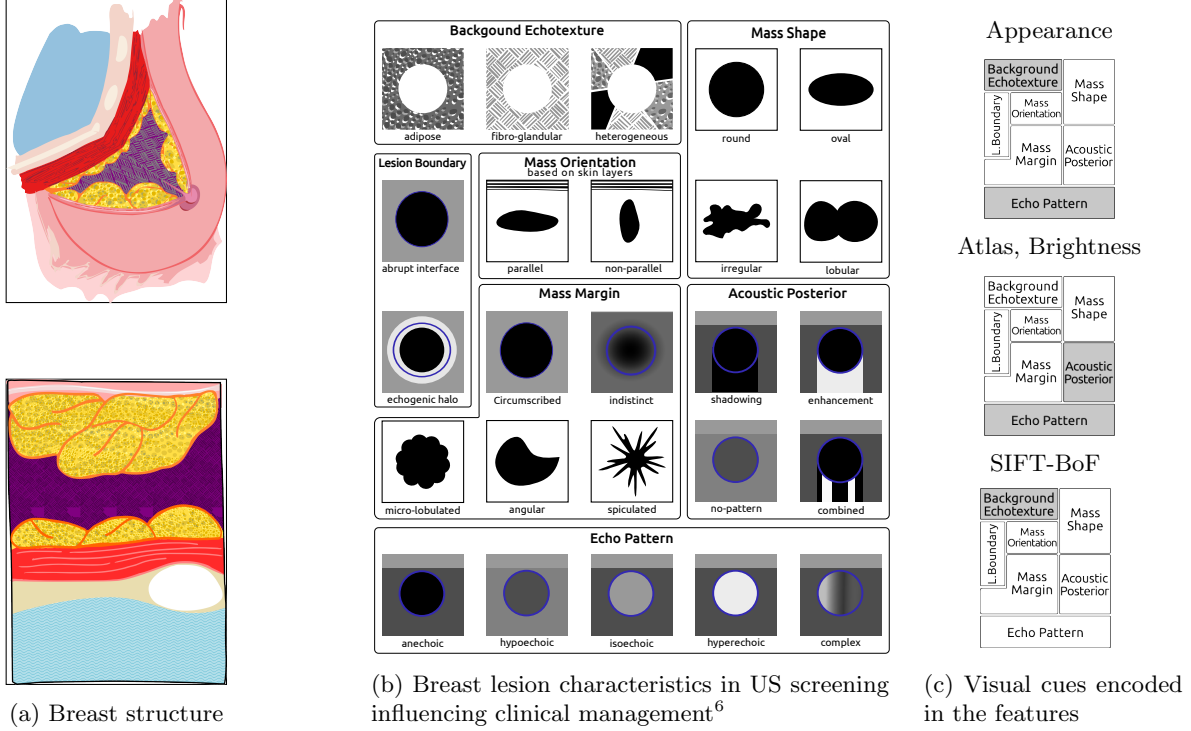 (a) Breast structure
Backgound Echotexture
adipose
fibro-glandular
heterogeneous
Mass Shape
round
oval
irregular
lobular
Lesion Boundary
abrupt interface
echogenic halo
Mass Orientation
based on skin layers
parallel
non-parallel
Mass Margin
Circumscribed
indistinct
micro-lobulated
angular
spiculated
Acoustic Posterior
shadowing
enhancement
no-pattern
combined
Echo Pattern
anechoic
hypoechoic
isoechoic
hyperechoic
complex
(b) Breast lesion characteristics in US screening
influencing clinical management6
Appearance
Background
Echotexture
Mass
Shape
L.Boundary
Mass
Orientation
Mass
Margin
Acoustic
Posterior
Echo Pattern
Atlas, Brightness
Background
Echotexture
Mass
Shape
L.Boundary
Mass
Orientation
Mass
Margin
Acoustic
Posterior
Echo Pattern
SIFT-BoF
Background
Echotexture
Mass
Shape
L.Boundary
Mass
Orientation
Mass
Margin
Acoustic
Posterior
Echo Pattern
(c) Visual cues encoded
in the features